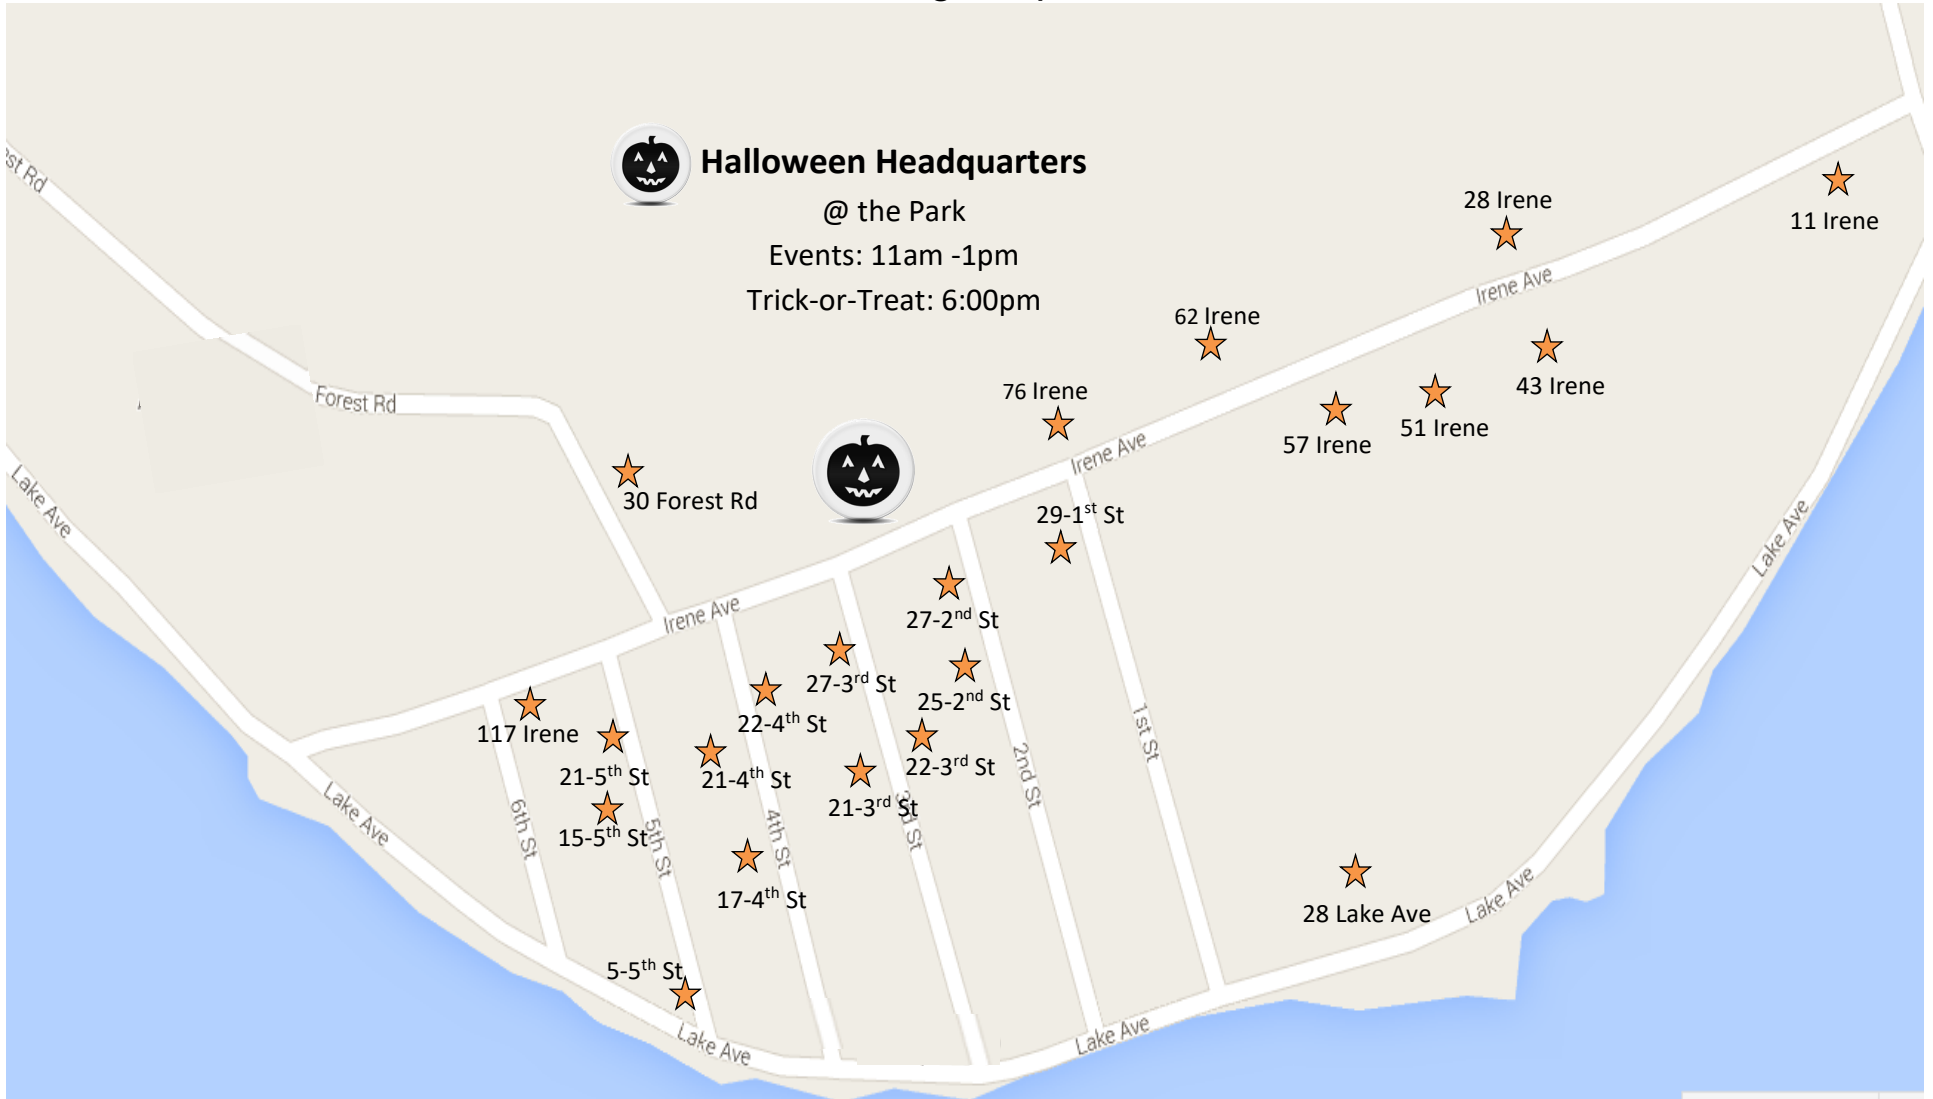 Halloween Headquarters
@ the Park
Events: 11am -1pm
Trick-or-Treat: 6:00pm
28 Irene
11 Irene
Irene Ave
62 Irene
43 Irene
76 Irene
51 Irene
57 Irene
Irene Ave
Forest Rd
30 Forest Rd
Lake Ave
29-1st St
Lake Ave
Irene Ave
27-2nd St
27-3rd St
25-2nd St
22-4th St
117 Irene
1st St
22-3rd St
21-5th St
21-4th St
2nd St
21-3rd St
3rd St
Lake Ave
6th St
15-5th St
5th St
4th St
17-4th St
28 Lake Ave
Lake Ave
5-5th St
Lake Ave
Lake Ave